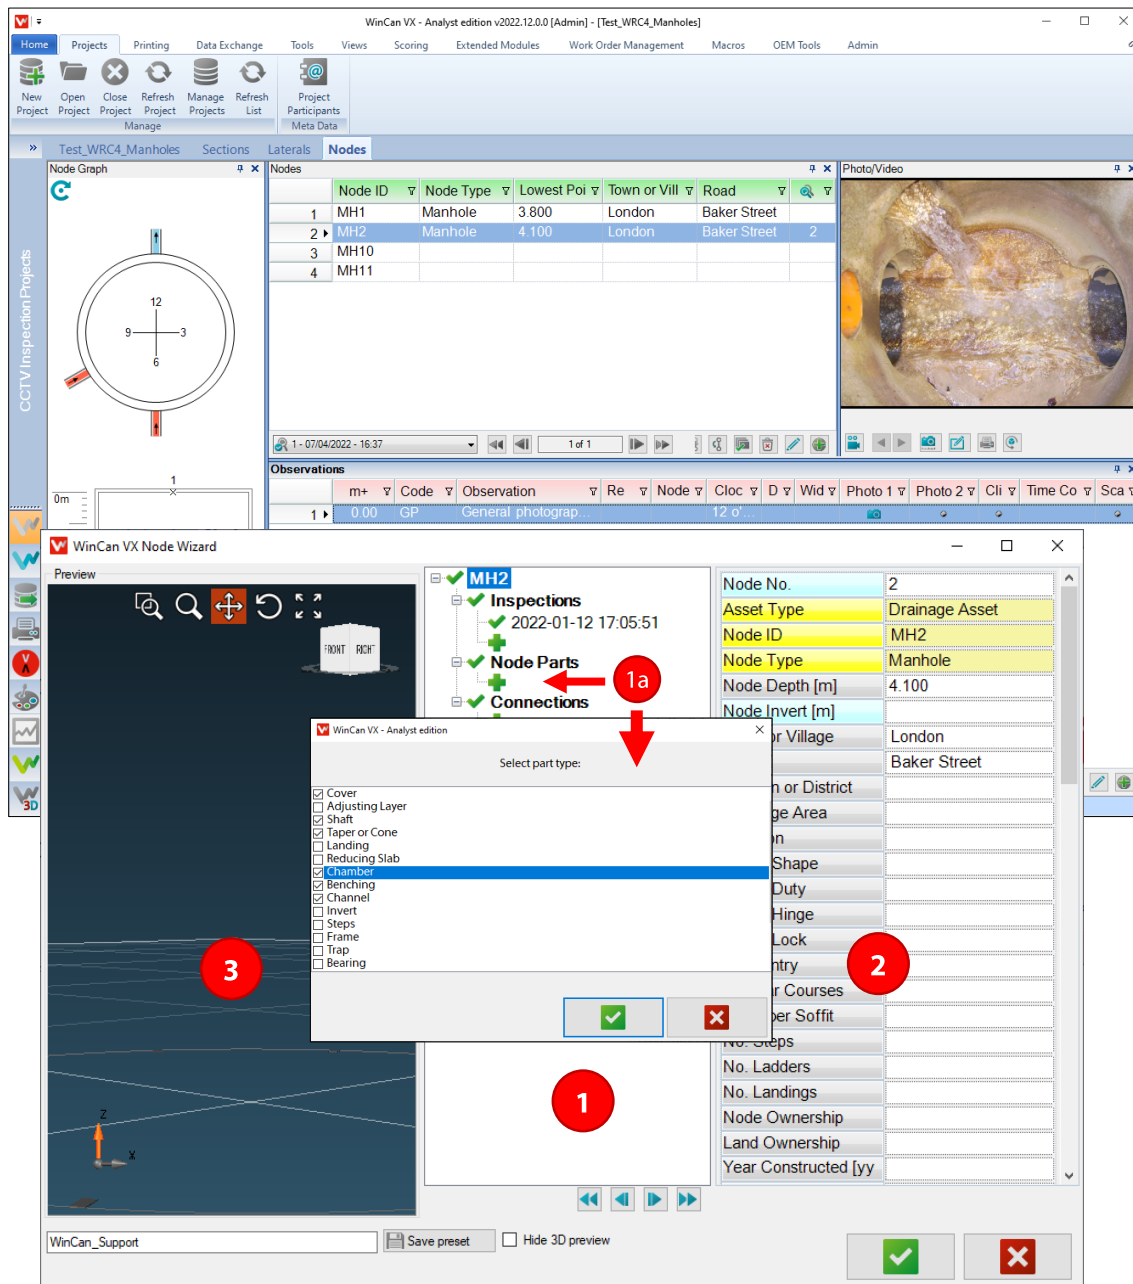 WinCan VX - Analyst edition v2022.12.0.0 [Admin] - [Test_WRC4_Manholes]
Home Projects Printing Data Exchange Tools Views Scoring Extended Modules Work Order Management Macros OEM Tools Admin
New Project Open Project Close Project Refresh Project Manage Projects Refresh List Project Participants
Manage Meta Data
» Test_WRC4_Manholes Sections Laterals Nodes
CCTV Inspection Projects
Node Graph
12
9 3
6
1
0m
Nodes
Node ID Node Type Lowest Poi Town or Vill Road
1 MH1 Manhole 3.800 London Baker Street
2 MH2 Manhole 4.100 London Baker Street 2
3 MH10
4 MH11
1 - 07/04/2022 - 16:37 1 of 1
Photo/Video
Observations
m+ Code Observation Re Node Cloc D Wid Photo 1 Photo 2 Cli Time Co Sca
1 0.00 GP General photograp... 12 o'...
3D
WinCan VX Node Wizard
Preview
FRONT RIGHT
Z
X
3
MH2
Inspections
2022-01-12 17:05:51
Node Parts
1a
Connections
WinCan VX - Analyst edition
Select part type:
Cover
Adjusting Layer
Shaft
Taper or Cone
Landing
Reducing Slab
Chamber
Benching
Channel
Invert
Steps
Frame
Trap
Bearing
1
Node No. 2
Asset Type Drainage Asset
Node ID MH2
Node Type Manhole
Node Depth [m] 4.100
Node Invert [m]
or Village London
Baker Street
n or District
ge Area
on
Shape
Duty
Hinge
Lock
ntry
2
r Courses
per Soffit
No. Steps
No. Ladders
No. Landings
Node Ownership
Land Ownership
Year Constructed [yy
WinCan_Support Save preset Hide 3D preview